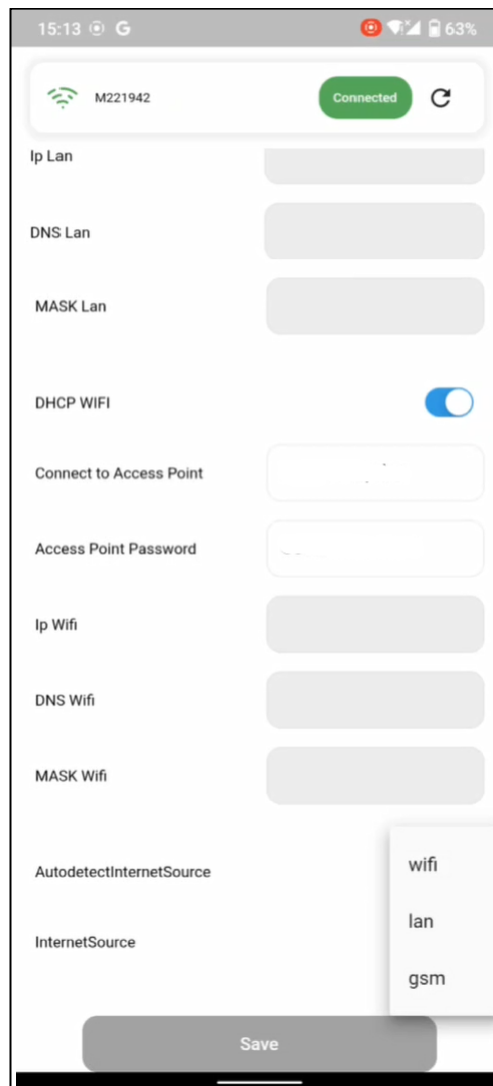 15:13 G 63%
M221942 Connected
Ip Lan
DNS Lan
MASK Lan
DHCP WIFI
Connect to Access Point
Access Point Password
Ip Wifi
DNS Wifi
MASK Wifi
AutodetectInternetSource
wifi
lan
InternetSource
gsm
Save